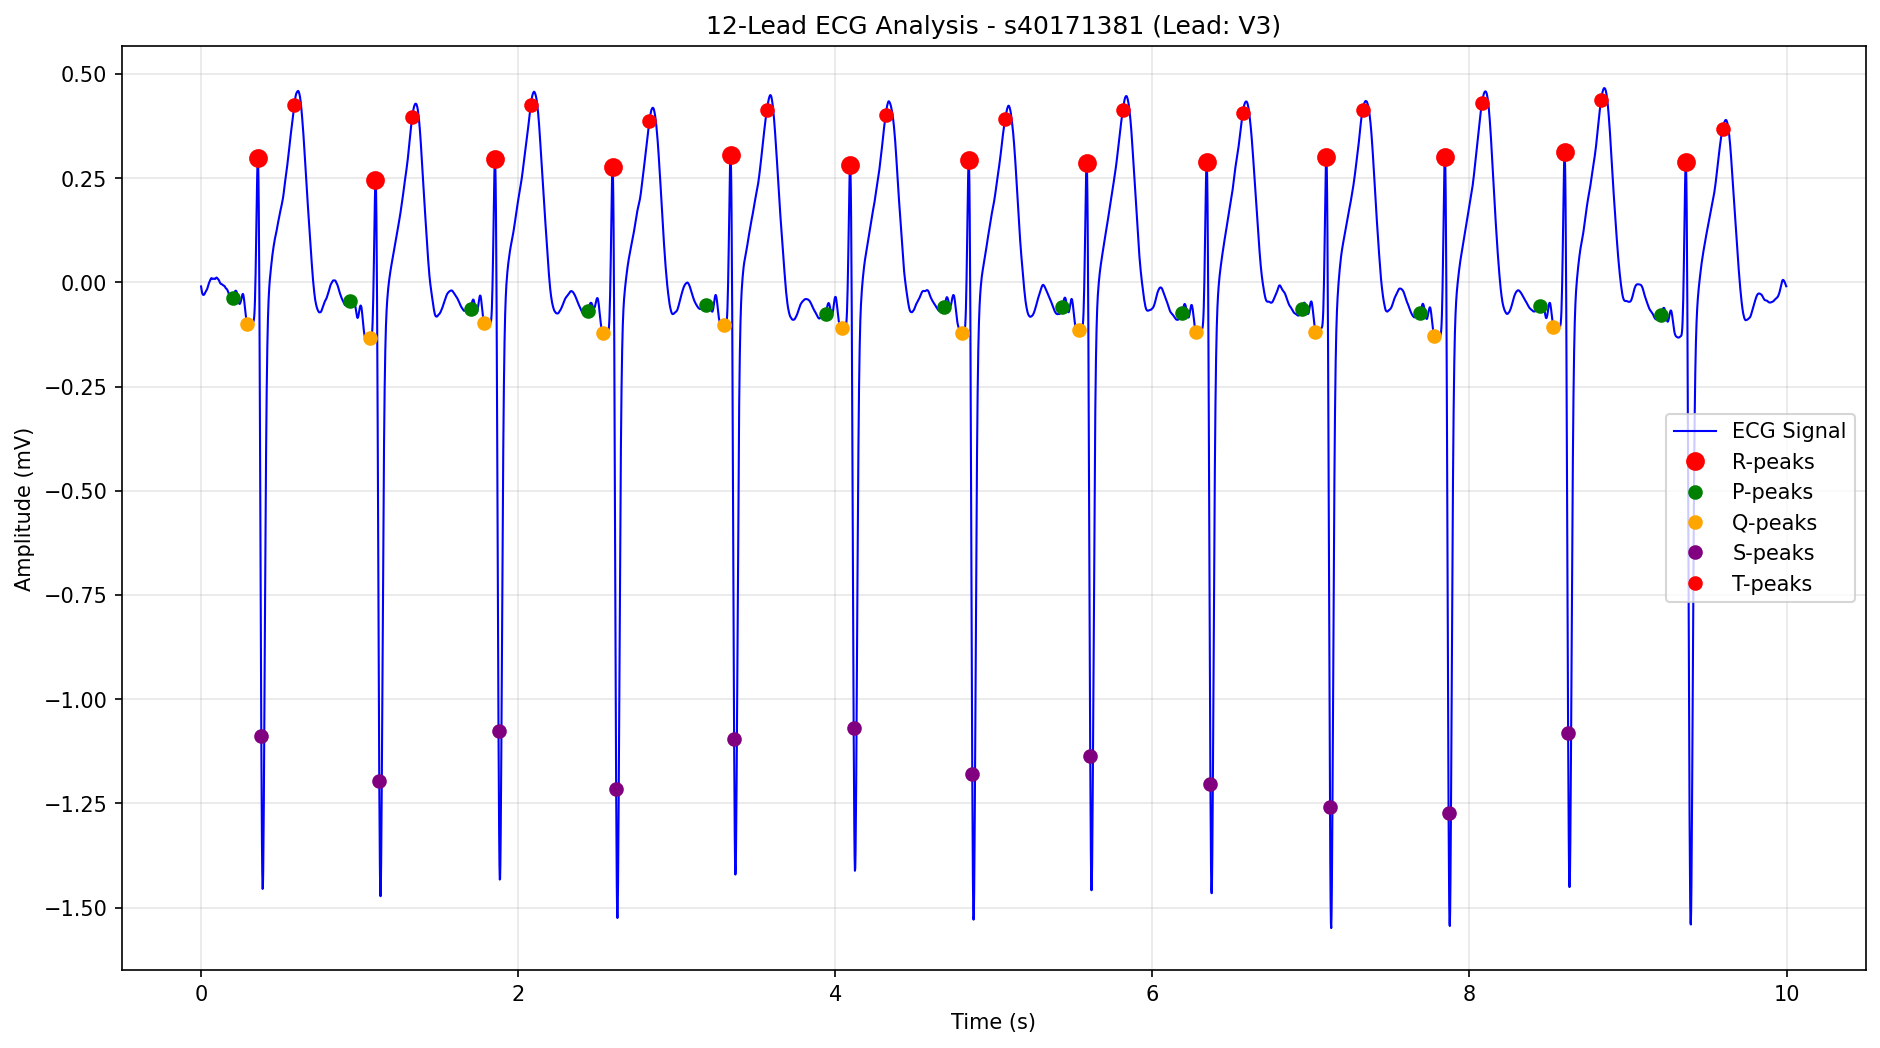 12-Lead ECG Analysis - s40171381 (Lead: V3)
Amplitude (mV)
0.50
0.25
0.00
−0.25
−0.50
−0.75
−1.00
−1.25
−1.50
ECG Signal
R-peaks
P-peaks
Q-peaks
S-peaks
T-peaks
0 2 4 6 8 10
Time (s)